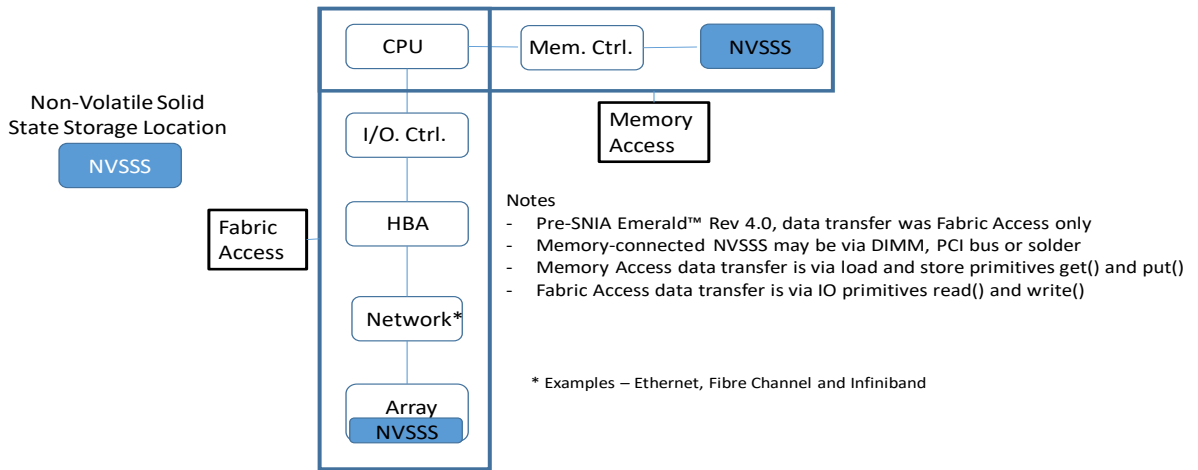 CPU
Mem. Ctrl.
NVSSS
Non-Volatile Solid
State Storage Location
NVSSS
I/O. Ctrl.
Memory
Access
Fabric
Access
HBA
Notes
- Pre-SNIA Emerald™ Rev 4.0, data transfer was Fabric Access only
- Memory-connected NVSSS may be via DIMM, PCI bus or solder
- Memory Access data transfer is via load and store primitives get() and put()
- Fabric Access data transfer is via IO primitives read() and write()
Network*
* Examples – Ethernet, Fibre Channel and Infiniband
Array
NVSSS